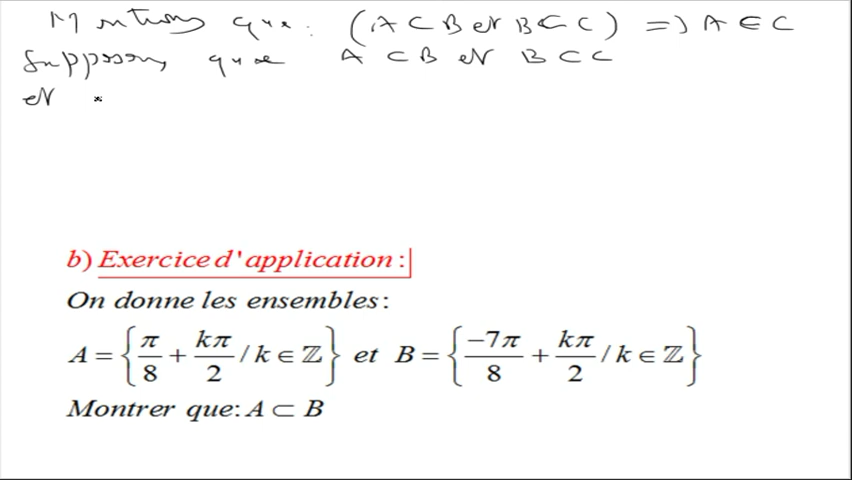 Montrons que : (A ⊂ B et B ⊂ C) => A ⊂ C
Supposons que A ⊂ B et B ⊂ C
et
b) Exercice d'application :
On donne les ensembles :
A = { π/8 + kπ/2 / k ∈ ℤ } et B = { -7π/8 + kπ/2 / k ∈ ℤ }
Montrer que: A ⊂ B